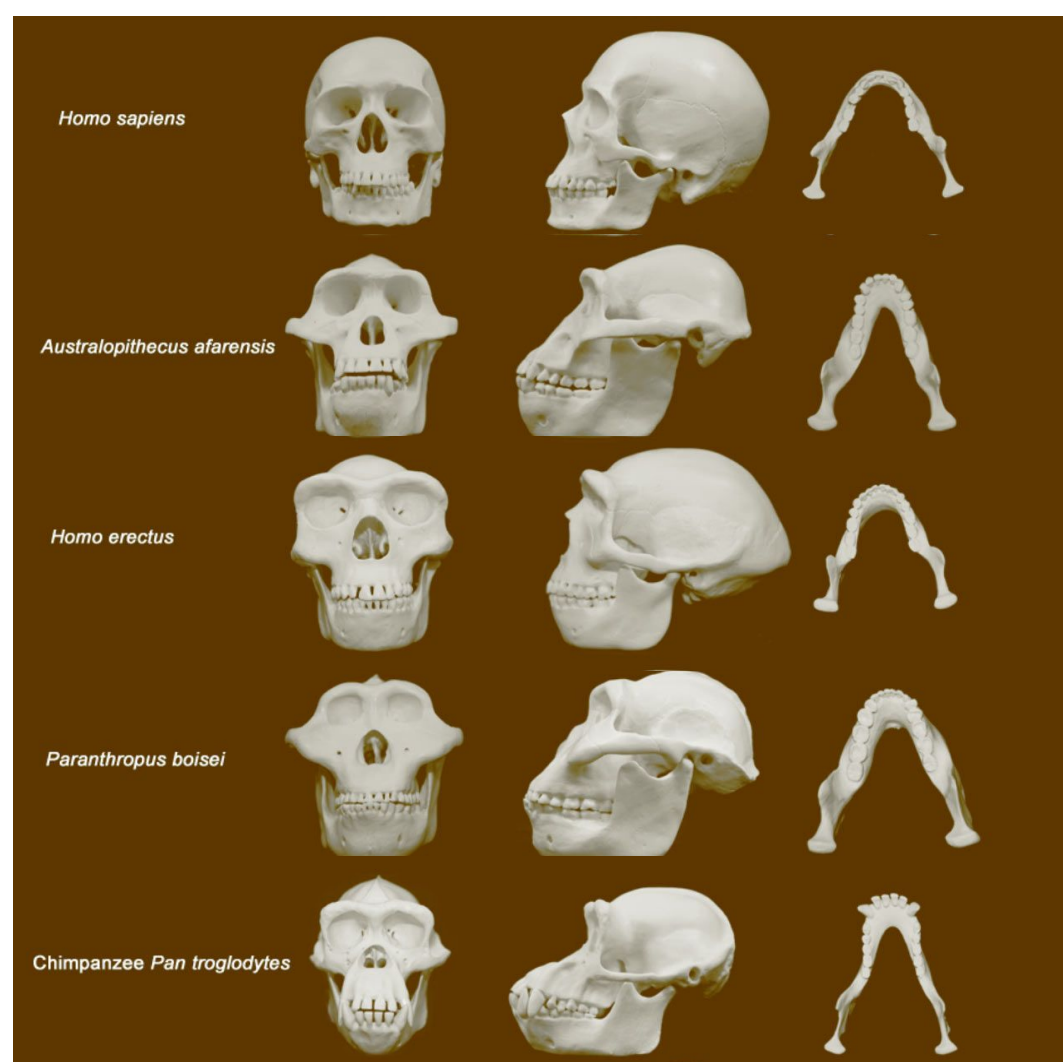 Homo sapiens
Australopithecus afarensis
Homo erectus
Paranthropus boisei
Chimpanzee Pan troglodytes